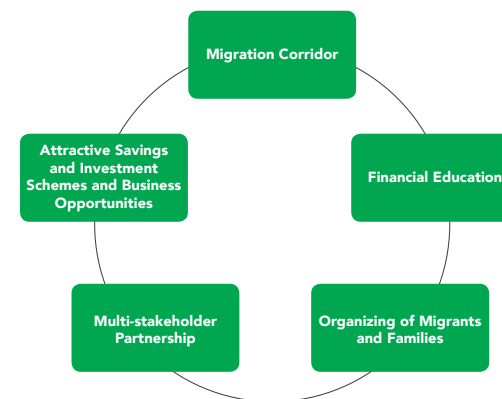 Migration Corridor
Attractive Savings
and Investment
Schemes and Business
Opportunities
Financial Education
Multi-stakeholder
Partnership
Organizing of Migrants
and Families